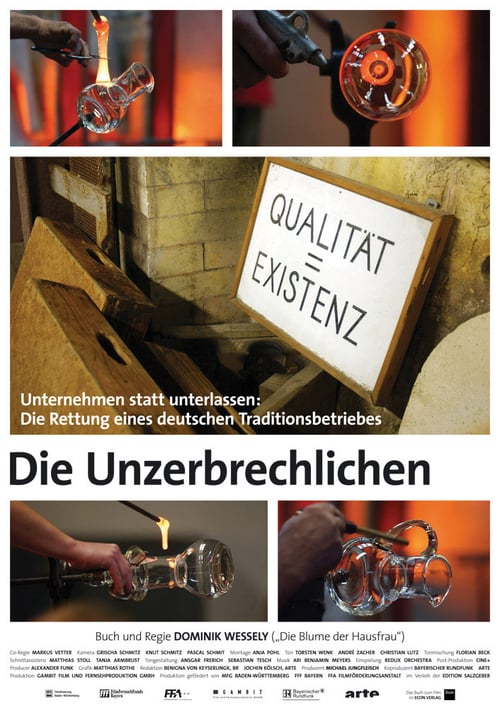 QUALITÄT
=
EXISTENZ
Unternehmen statt unterlassen:
Die Rettung eines deutschen Traditionsbetriebes
Die Unzerbrechlichen
Buch und Regie DOMINIK WESSELY („Die Blume der Hausfrau“)
Co-Regie MARKUS VETTER Kamera GRISCHA SCHMITZ KNUT SCHMITZ PASCAL SCHMIT Montage ANJA POHL Ton TORSTEN WENK ANDRÉ ZACHER CHRISTIAN LUTZ Tonmischung FLORIAN BECK
Schnittassistenz MATTHIAS STOLL TANJA ARMBRUST Tongestaltung ANSGAR FRERICH SEBASTIAN TESCH Musik ARI BENJAMIN MEYERS Einspielung REDUX ORCHESTRA Post-Produktion CINE+
Producer ALEXANDER FUNK Grafik MATTHIAS ROTHE Redaktion BENIGNA VON KEYSERLINGK, BR JOCHEN KÖLSCH, ARTE Produzent MICHAEL JUNGFLEISCH Koproduzent BAYERISCHER RUNDFUNK ARTE
Produktion GAMBIT FILM UND FERNSEHPRODUKTION GMBH Produktion gefördert von MFG BADEN-WÜRTTEMBERG FFF BAYERN FFA FILMFÖRDERUNGSANSTALT im Verleih der EDITION SALZGEBER
FilmFernsehFonds Bayern
FFA
GAMBIT
Bayerischer Rundfunk
arte
Das Buch zum Film im ECON VERLAG